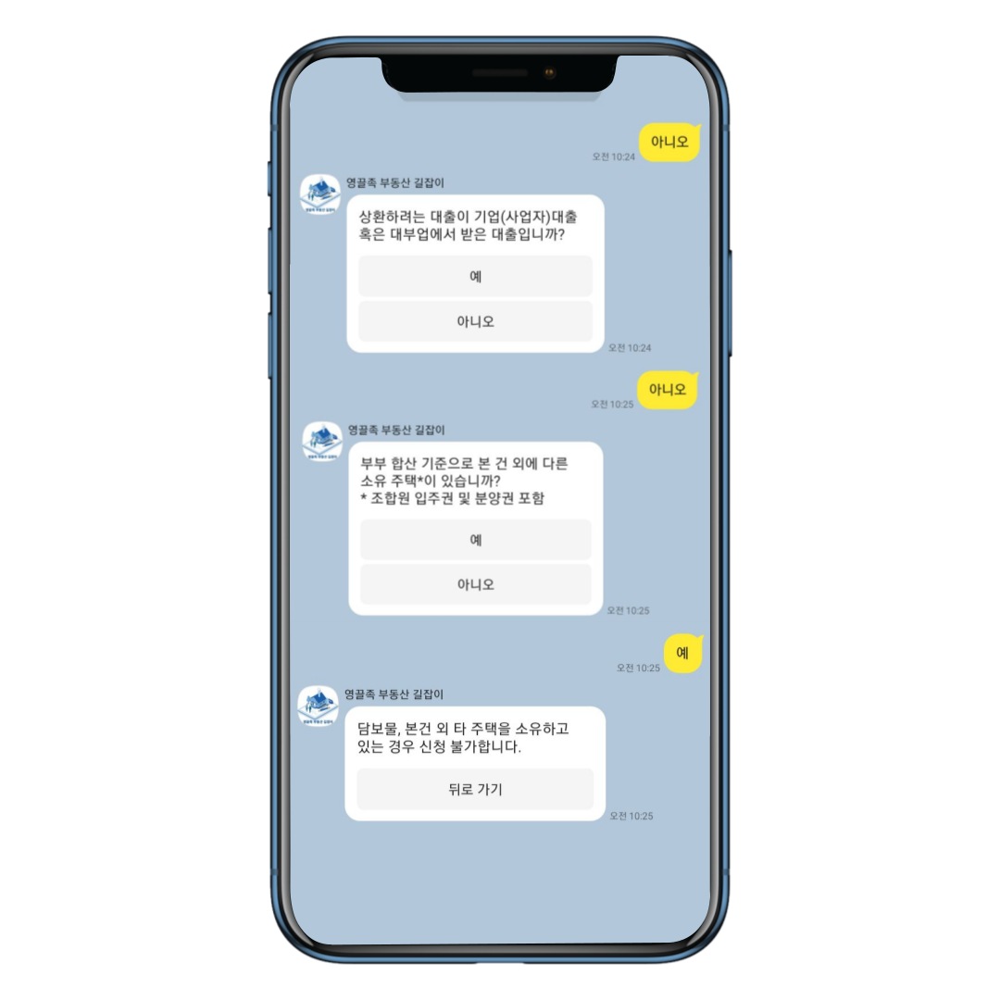 아니오
오전 10:24
영끌족 부동산 길잡이
상환하려는 대출이 기업(사업자)대출
혹은 대부업에서 받은 대출입니까?
예
아니오
오전 10:24
아니오
오전 10:25
영끌족 부동산 길잡이
부부 합산 기준으로 본 건 외에 다른
소유 주택*이 있습니까?
* 조합원 입주권 및 분양권 포함
예
아니오
오전 10:25
예
오전 10:25
영끌족 부동산 길잡이
담보물, 본건 외 타 주택을 소유하고
있는 경우 신청 불가합니다.
뒤로 가기
오전 10:25